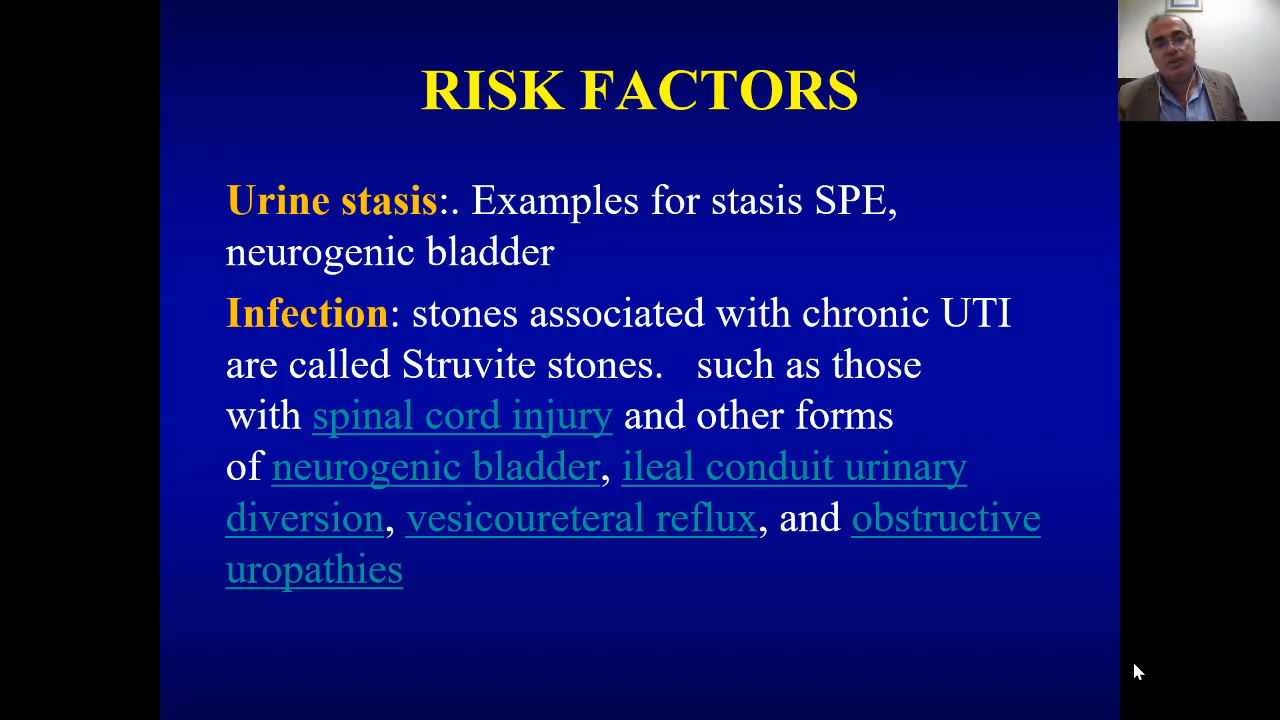 RISK FACTORS
Urine stasis:. Examples for stasis SPE,
neurogenic bladder
Infection: stones associated with chronic UTI
are called Struvite stones.   such as those
with spinal cord injury and other forms
of neurogenic bladder, ileal conduit urinary
diversion, vesicoureteral reflux, and obstructive
uropathies